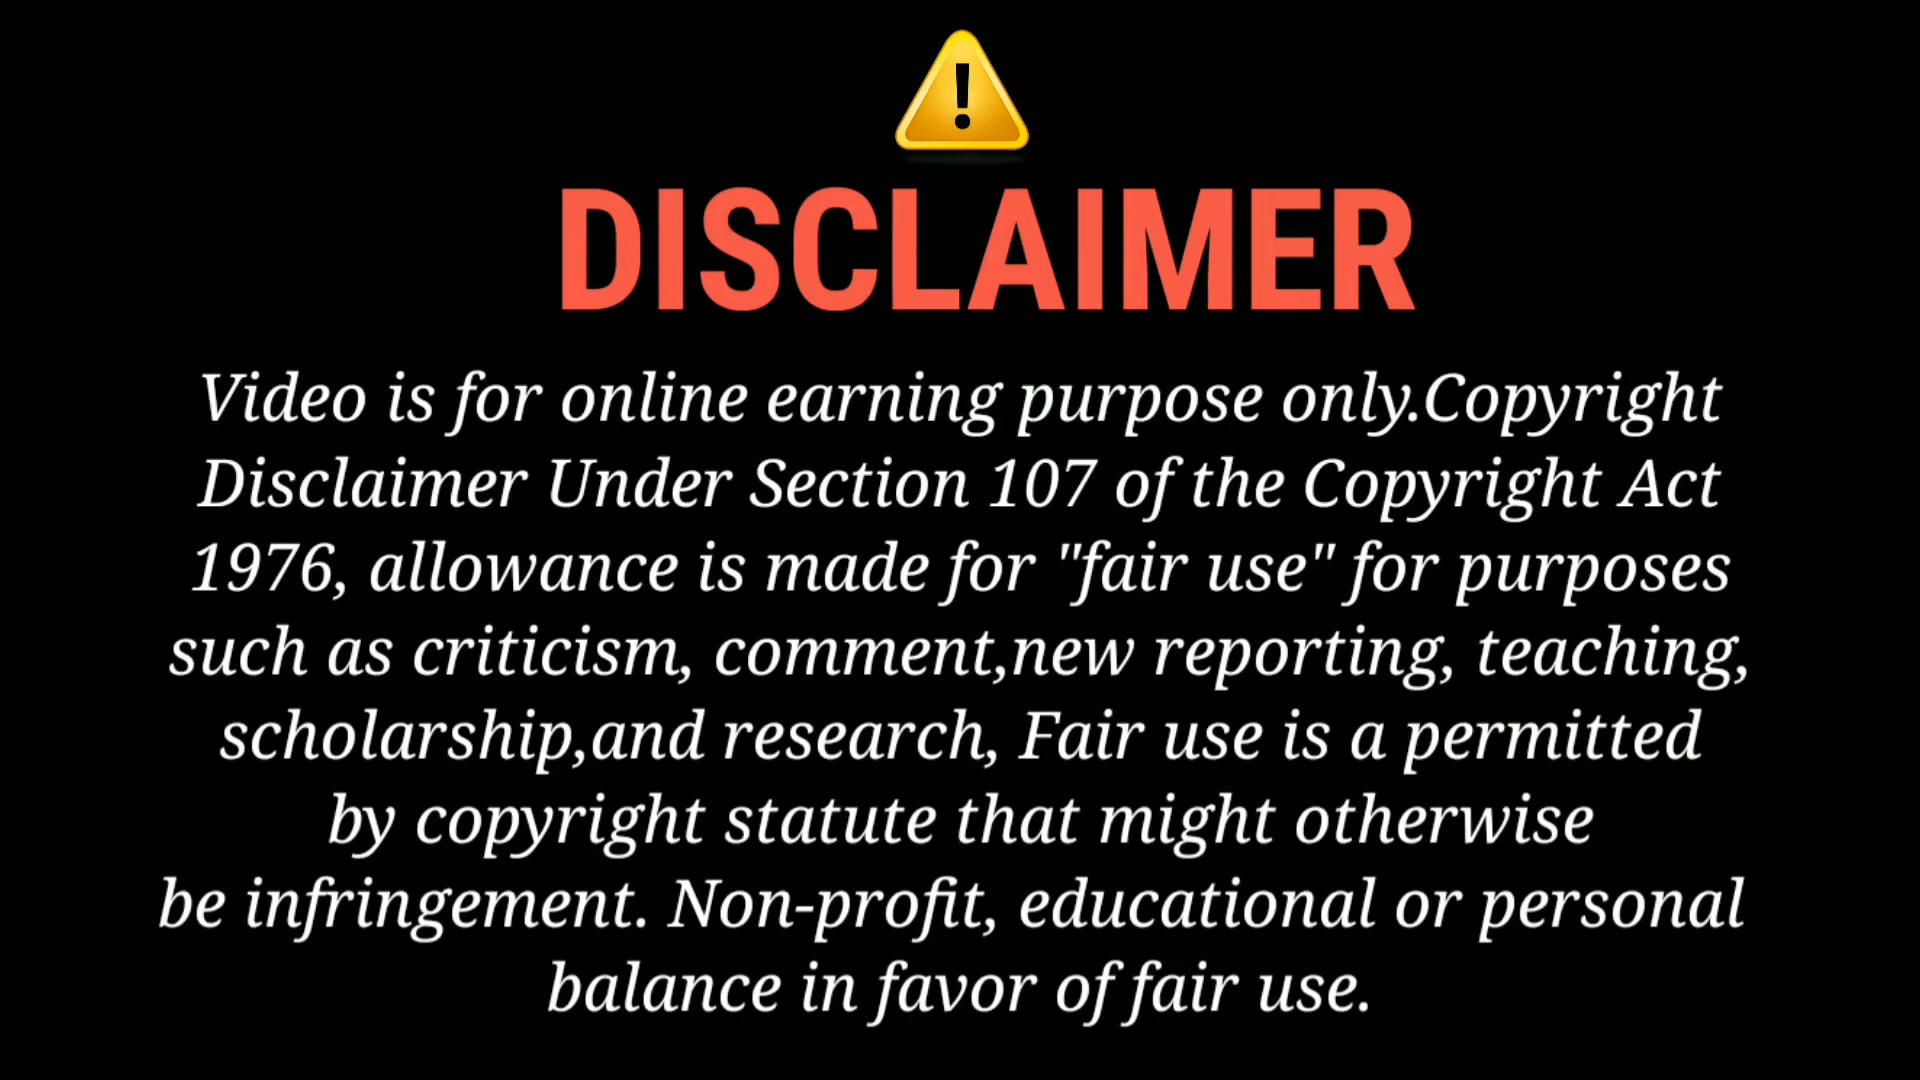 DISCLAIMER
Video is for online earning purpose only.Copyright
Disclaimer Under Section 107 of the Copyright Act
1976, allowance is made for "fair use" for purposes
such as criticism, comment,new reporting, teaching,
scholarship,and research, Fair use is a permitted
by copyright statute that might otherwise
be infringement. Non-profit, educational or personal
balance in favor of fair use.